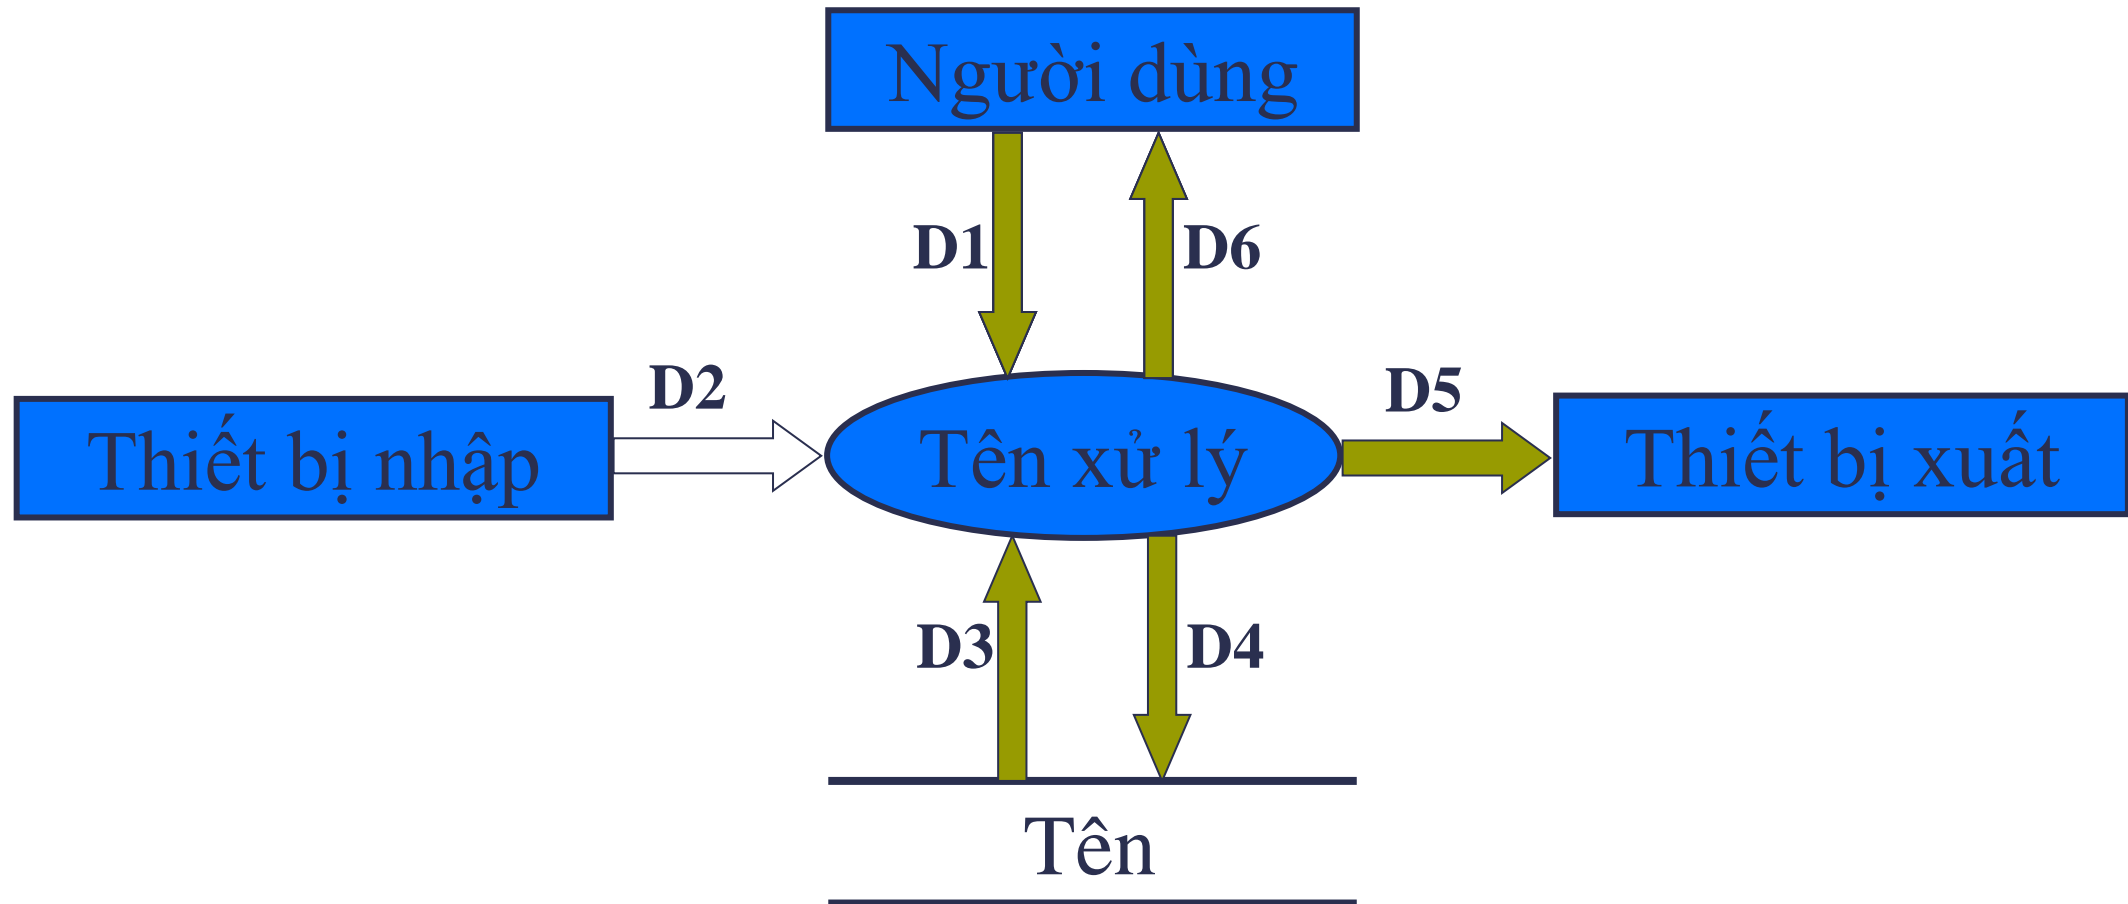 Người dùng
D1
D6
D2
D5
Thiết bị nhập
Tên xử lý
Thiết bị xuất
D3
D4
Tên